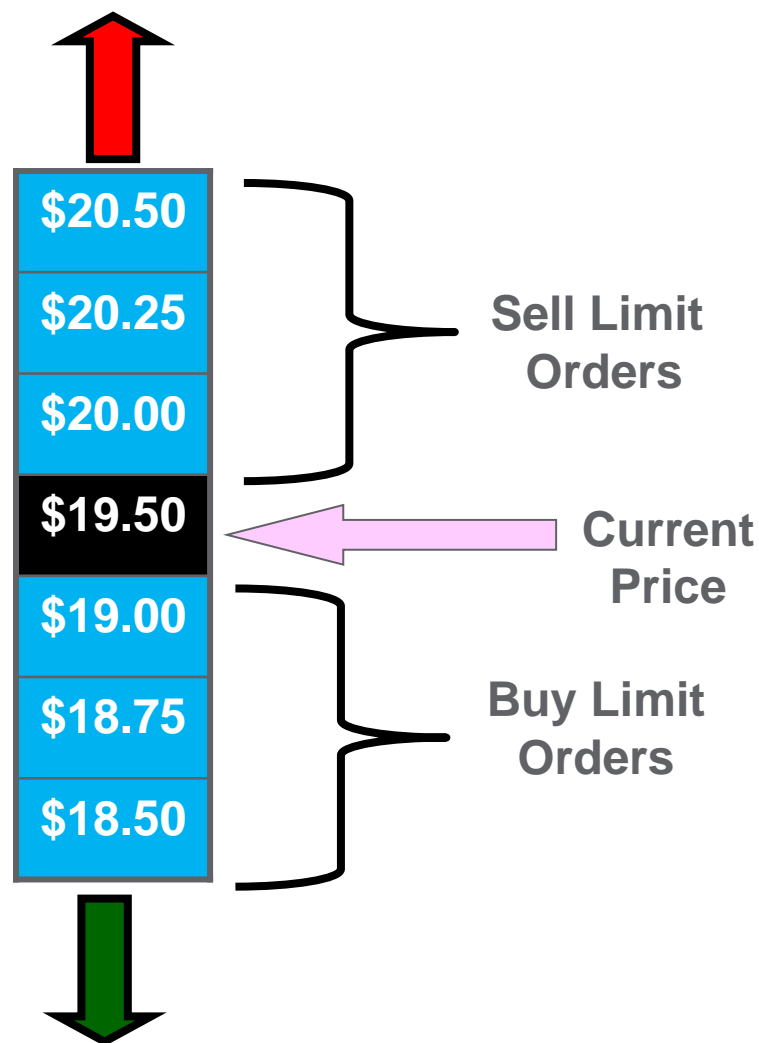 $20.50
$20.25
$20.00
$19.50
$19.00
$18.75
$18.50
Sell Limit
Orders
Current
Price
Buy Limit
Orders